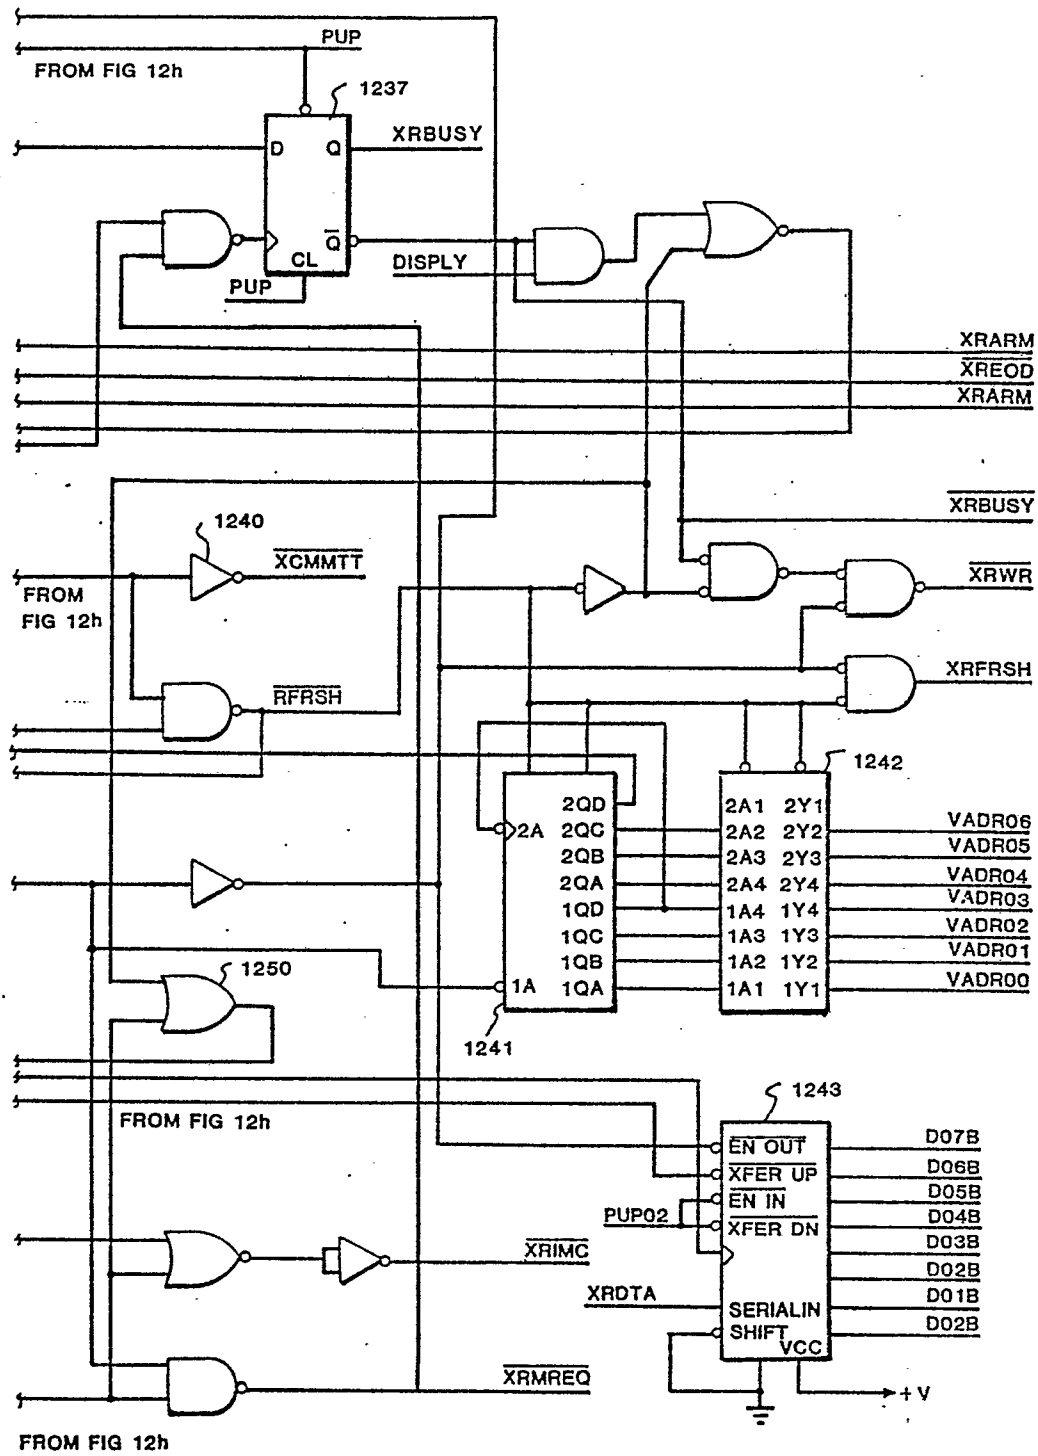 PUP
FROM FIG 12h
1237
D Q
XRBUSY
Q
CL
DISPLY
PUP
XRARM
XREOD
XRARM
XRBUSY
1240
XCMMTT
FROM
FIG 12h
XRWR
RFRSH
XRFRSH
1242
2QD 2A1 2Y1
2A 2QC 2A2 2Y2 VADR06
2QB 2A3 2Y3 VADR05
2QA 2A4 2Y4 VADR04
1QD 1A4 1Y4 VADR03
1QC 1A3 1Y3 VADR02
1250
1QB 1A2 1Y2 VADR01
1A 1QA 1A1 1Y1 VADR00
1241
1243
FROM FIG 12h
EN OUT D07B
XFER UP D06B
EN IN D05B
PUP02 XFER DN D04B
XRIMC
D03B
D02B
XRDTA SERIALIN D01B
SHIFT D02B
VCC
XRMREQ
+V
FROM FIG 12h